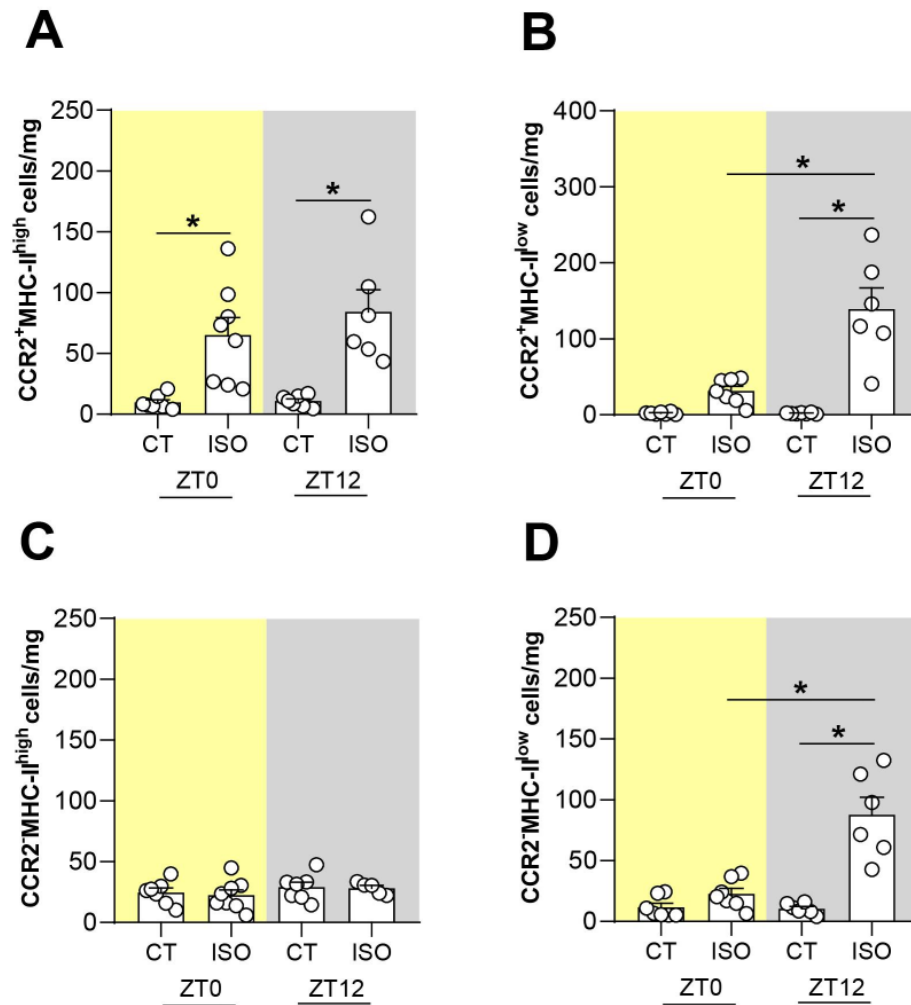 A
CCR2⁺MHC-IIʰⁱᵍʰ cells/mg
250
200
150
100
50
0
*
*
CT ISO CT ISO
ZT0 ZT12
B
CCR2⁺MHC-IIˡᵒʷ cells/mg
400
300
200
100
0
*
*
CT ISO CT ISO
ZT0 ZT12
C
CCR2⁻MHC-IIʰⁱᵍʰ cells/mg
250
200
150
100
50
0
CT ISO CT ISO
ZT0 ZT12
D
CCR2⁻MHC-IIˡᵒʷ cells/mg
250
200
150
100
50
0
*
*
CT ISO CT ISO
ZT0 ZT12